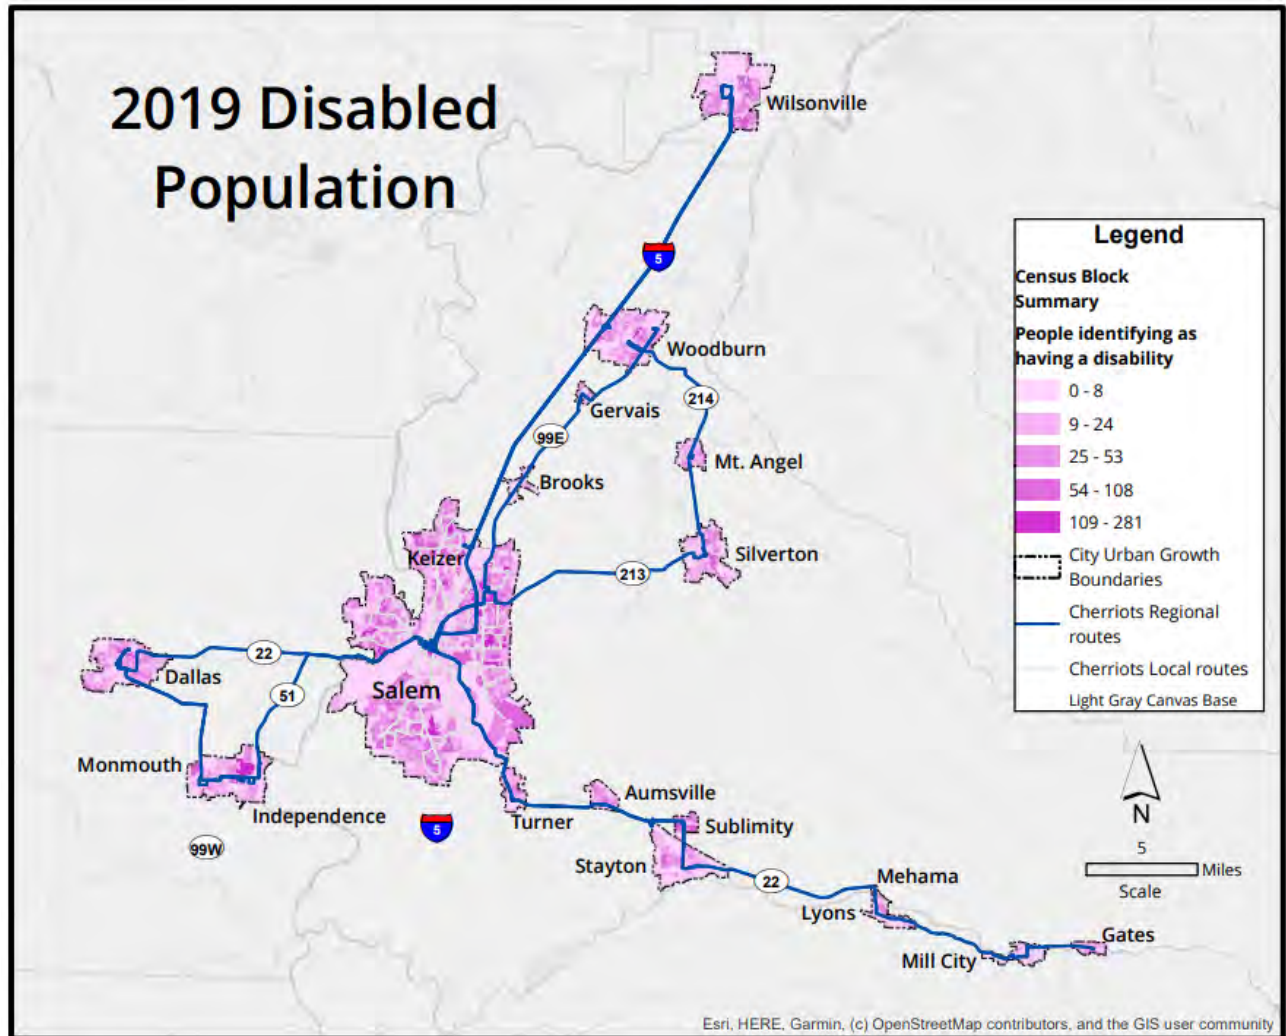 2019 Disabled
Population
Wilsonville
5
Woodburn
Gervais
214
99E
Mt. Angel
Brooks
Keizer
Silverton
213
22
Dallas
51
Salem
Monmouth
Independence
99W
5
Turner
Aumsville
Sublimity
Stayton
22
Mehama
Lyons
Mill City
Gates
Legend
Census Block
Summary
People identifying as
having a disability
0 - 8
9 - 24
25 - 53
54 - 108
109 - 281
City Urban Growth
Boundaries
Cherriots Regional
routes
Cherriots Local routes
Light Gray Canvas Base
N
5
Miles
Scale
Esri, HERE, Garmin, (c) OpenStreetMap contributors, and the GIS user community